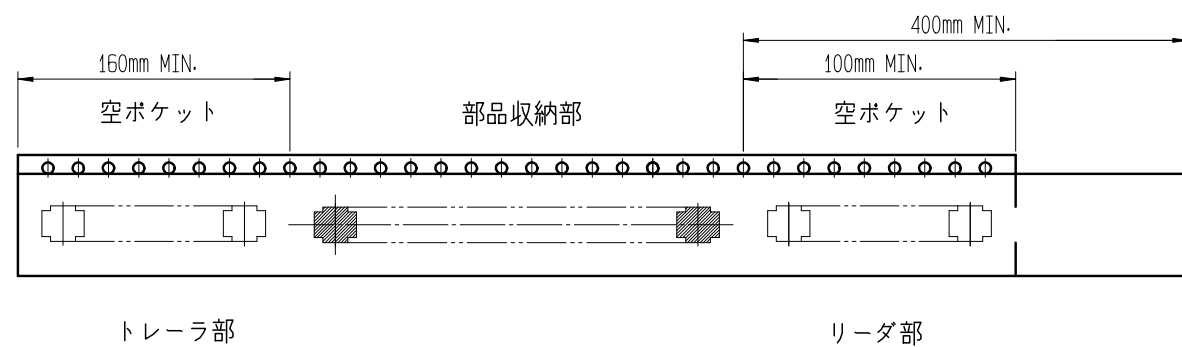 400mm MIN.
160mm MIN.
100mm MIN.
空ポケット
部品収納部
空ポケット
トレーラ部
リーダ部